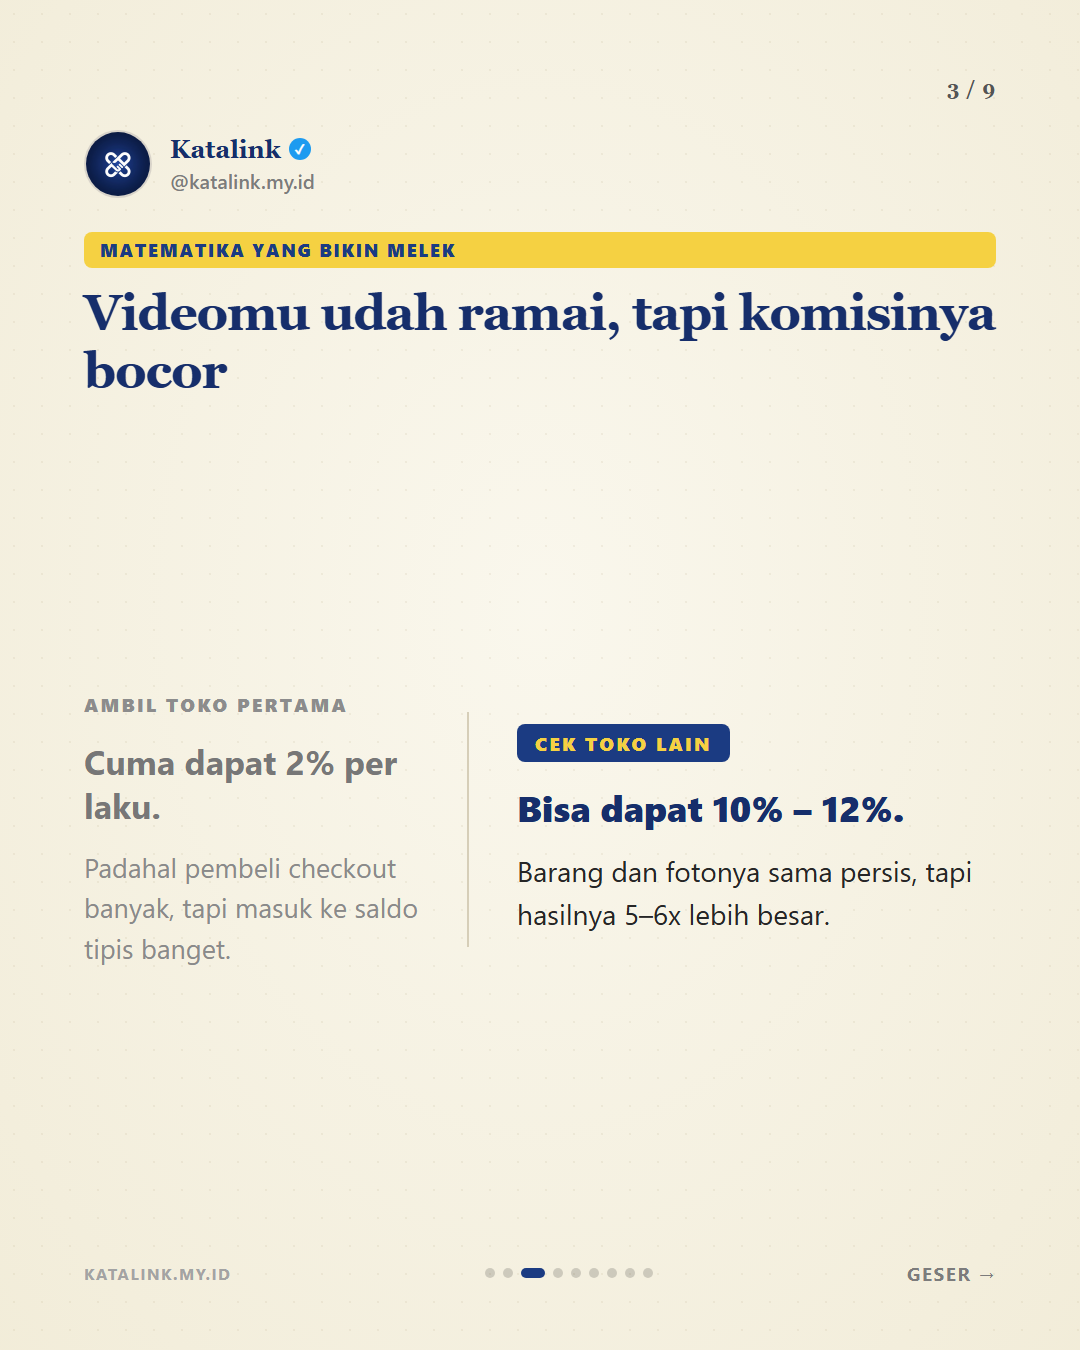 3 / 9
Katalink
@katalink.my.id
MATEMATIKA YANG BIKIN MELEK
Videomu udah ramai, tapi komisinya
bocor
AMBIL TOKO PERTAMA
Cuma dapat 2% per
laku.
Padahal pembeli checkout
banyak, tapi masuk ke saldo
tipis banget.
CEK TOKO LAIN
Bisa dapat 10% – 12%.
Barang dan fotonya sama persis, tapi
hasilnya 5–6x lebih besar.
KATALINK.MY.ID
GESER →